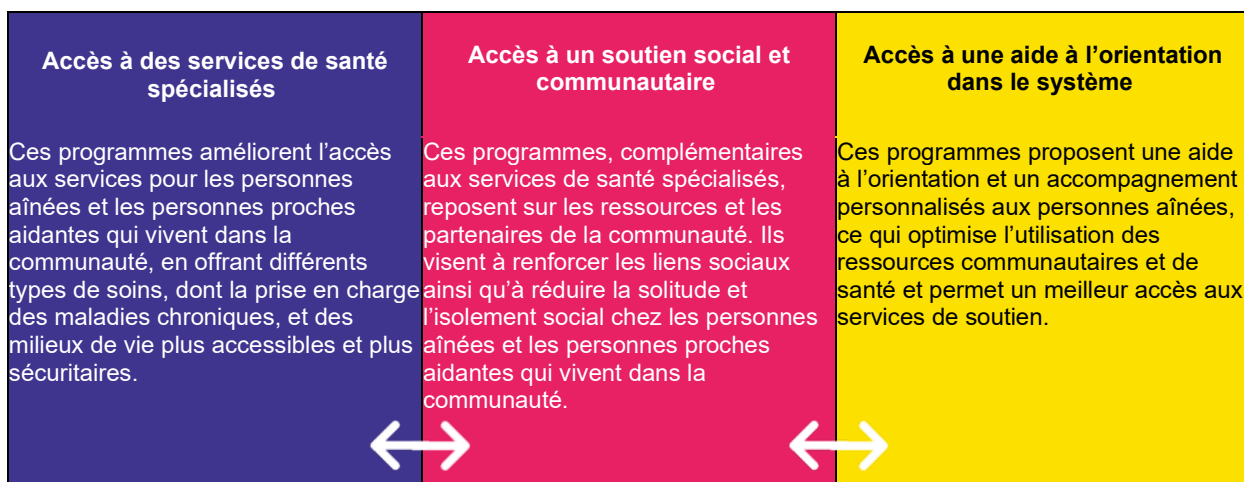 Accès à des services de santé
spécialisés
Accès à un soutien social et
communautaire
Accès à une aide à l’orientation
dans le système
Ces programmes améliorent l’accès
aux services pour les personnes
aînées et les personnes proches
aidantes qui vivent dans la
communauté, en offrant différents
types de soins, dont la prise en charge
des maladies chroniques, et des
milieux de vie plus accessibles et plus
sécuritaires.
Ces programmes, complémentaires
aux services de santé spécialisés,
reposent sur les ressources et les
partenaires de la communauté. Ils
visent à renforcer les liens sociaux
ainsi qu’à réduire la solitude et
l’isolement social chez les personnes
aînées et les personnes proches
aidantes qui vivent dans la
communauté.
Ces programmes proposent une aide
à l’orientation et un accompagnement
personnalisés aux personnes aînées,
ce qui optimise l’utilisation des
ressources communautaires et de
santé et permet un meilleur accès aux
services de soutien.